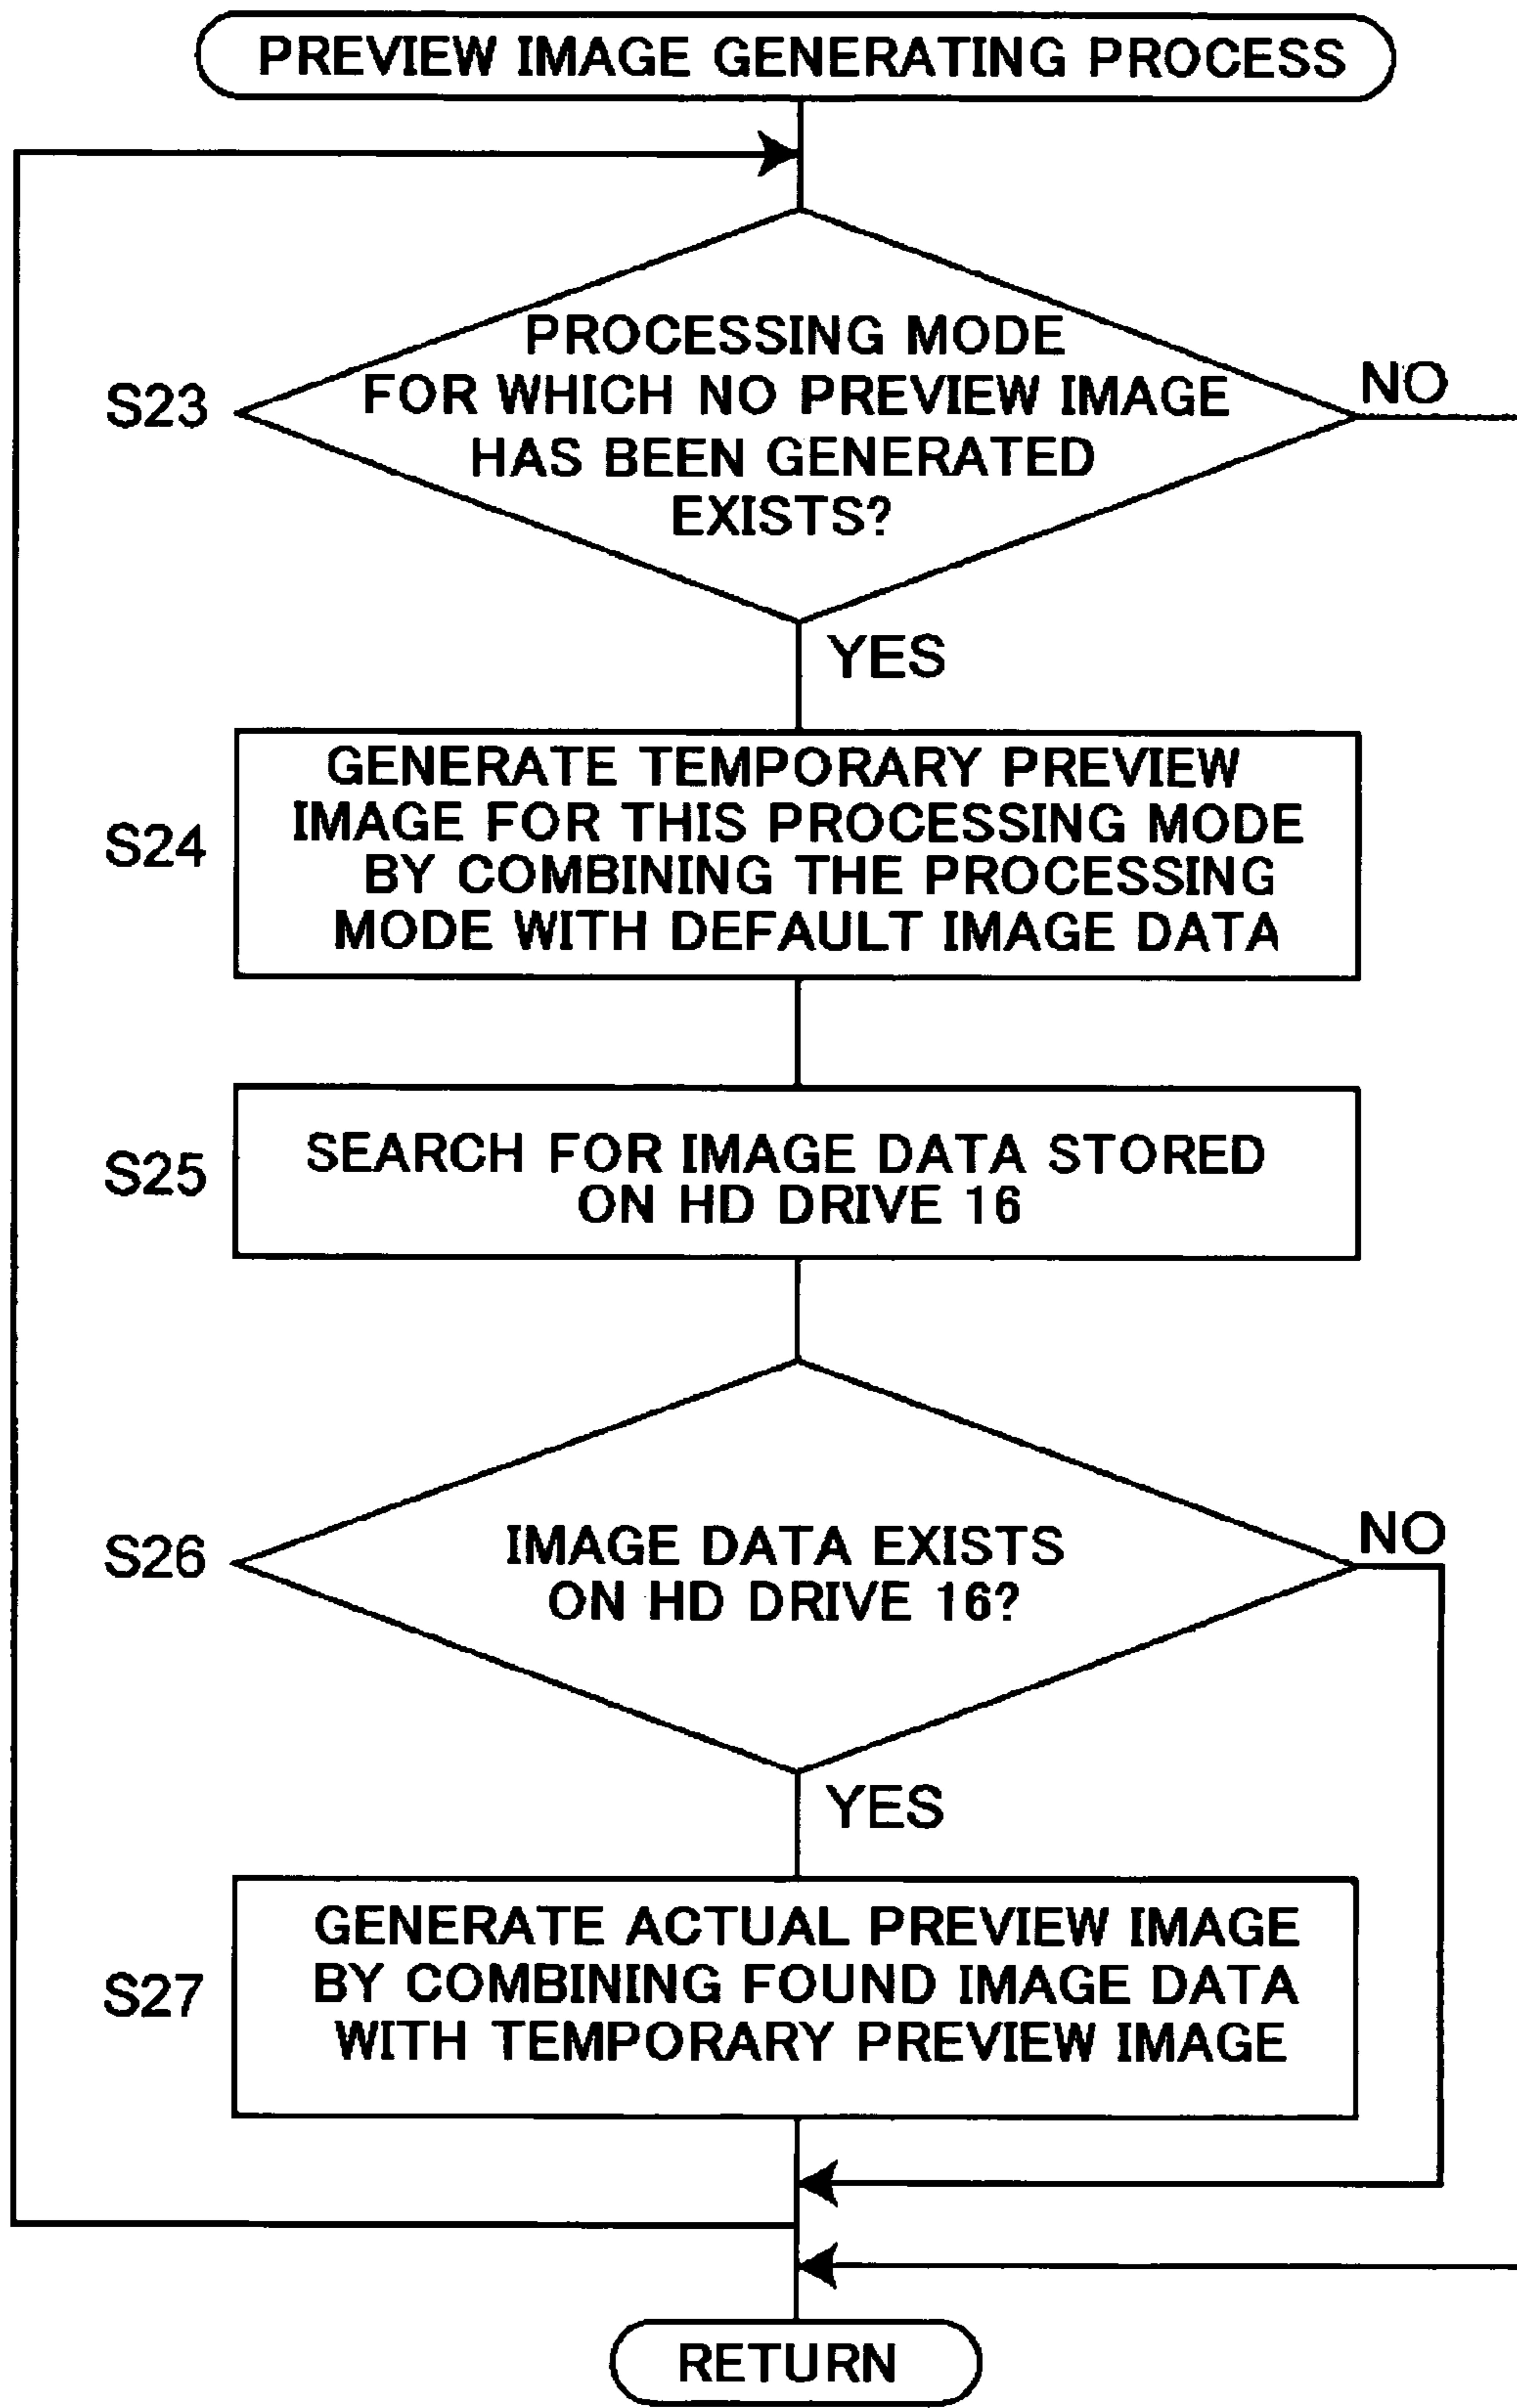 PREVIEW IMAGE GENERATING PROCESS
S23
PROCESSING MODE
FOR WHICH NO PREVIEW IMAGE
HAS BEEN GENERATED
EXISTS?
NO
YES
S24
GENERATE TEMPORARY PREVIEW
IMAGE FOR THIS PROCESSING MODE
BY COMBINING THE PROCESSING
MODE WITH DEFAULT IMAGE DATA
S25
SEARCH FOR IMAGE DATA STORED
ON HD DRIVE 16
S26
IMAGE DATA EXISTS
ON HD DRIVE 16?
NO
YES
S27
GENERATE ACTUAL PREVIEW IMAGE
BY COMBINING FOUND IMAGE DATA
WITH TEMPORARY PREVIEW IMAGE
RETURN